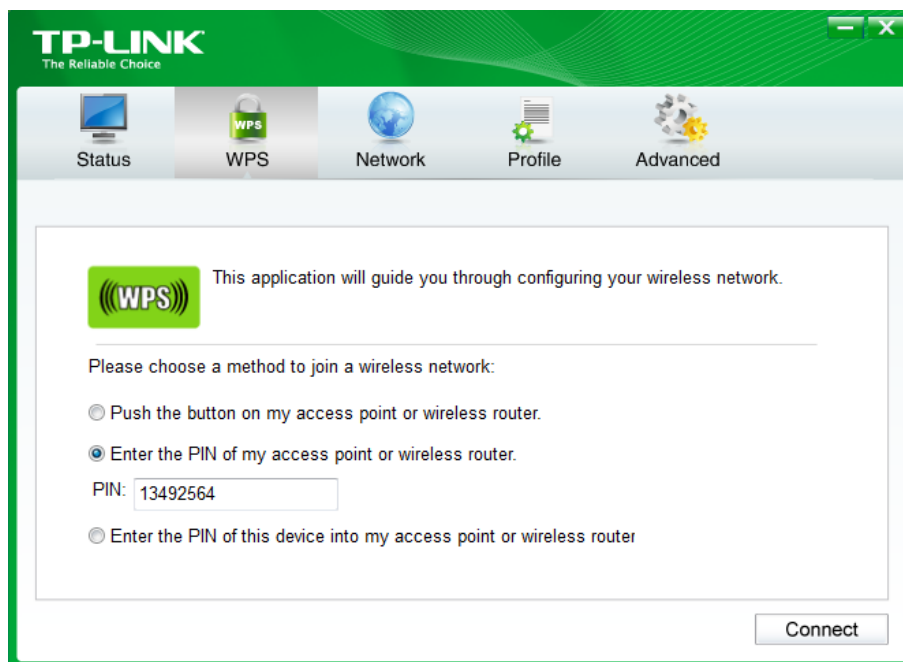 TP-LINK
The Reliable Choice
WPS
Status WPS Network Profile Advanced
WPS
This application will guide you through configuring your wireless network.
Please choose a method to join a wireless network:
Push the button on my access point or wireless router.
Enter the PIN of my access point or wireless router.
PIN: 13492564
Enter the PIN of this device into my access point or wireless router
Connect